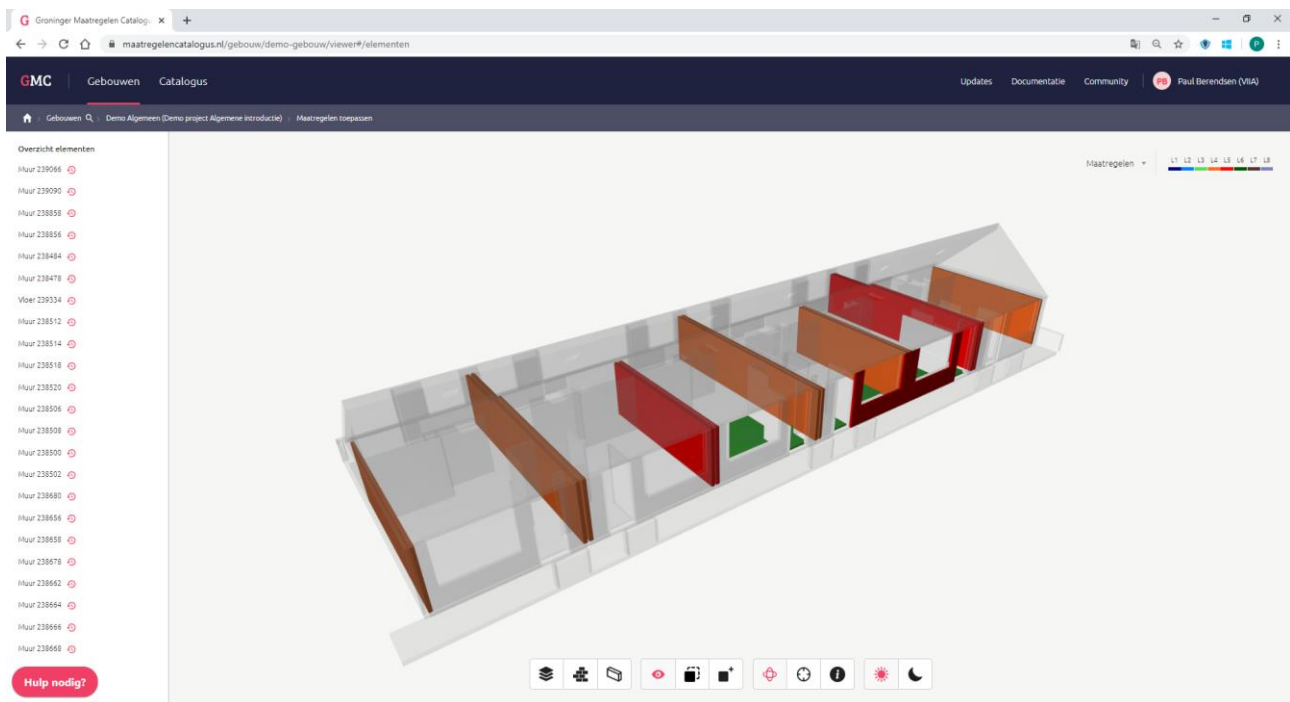 Groninger Maatregelen Catalog
maatregelencatalogus.nl/gebouw/demo-gebouw/viewer#/elementen
GMC Gebouwen Catalogus Updates Documentatie Community PB Paul Berendsen (VIIA)
Gebouwen Demo Algemeen (Demo project Algemene introductie) Maatregelen toepassen
Overzicht elementen
Maatregelen L1 L2 L3 L4 L5 L6 L7 L8
Muur 239066
Muur 239090
Muur 238858
Muur 238856
Muur 238484
Muur 238478
Vloer 239334
Muur 238512
Muur 238514
Muur 238518
Muur 238520
Muur 238506
Muur 238508
Muur 238500
Muur 238502
Muur 238680
Muur 238656
Muur 238658
Muur 238678
Muur 238662
Muur 238664
Muur 238666
Muur 238668
Hulp nodig?